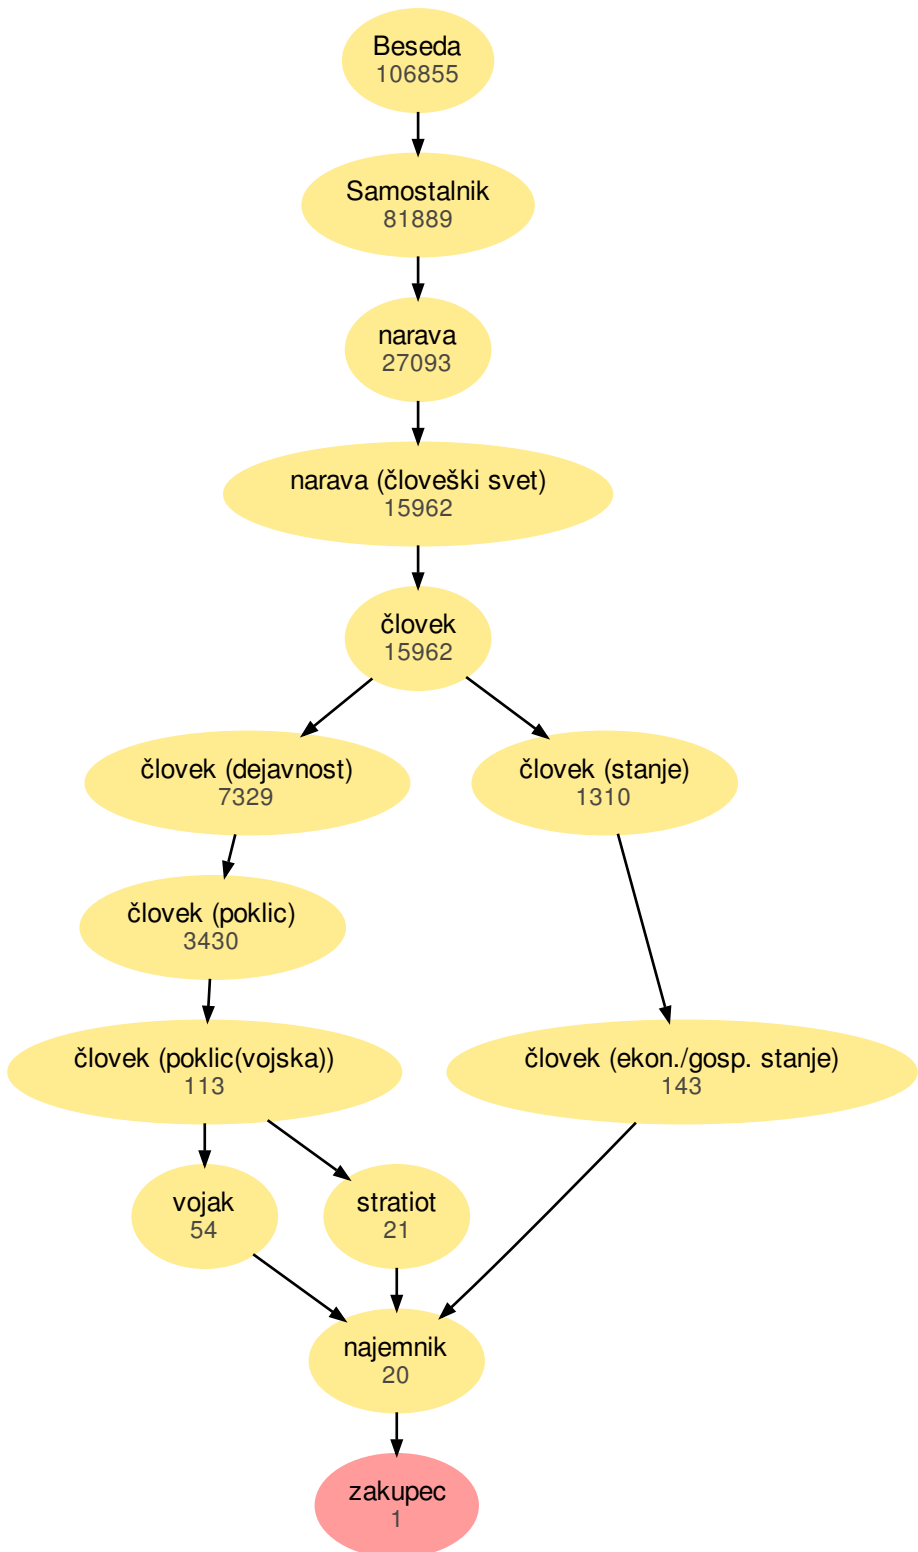 Beseda
106855
Samostalnik
81889
narava
27093
narava (človeški svet)
15962
človek
15962
človek (dejavnost)
7329
človek (stanje)
1310
človek (poklic)
3430
človek (poklic(vojska))
113
človek (ekon./gosp. stanje)
143
vojak
54
stratiot
21
najemnik
20
zakupec
1